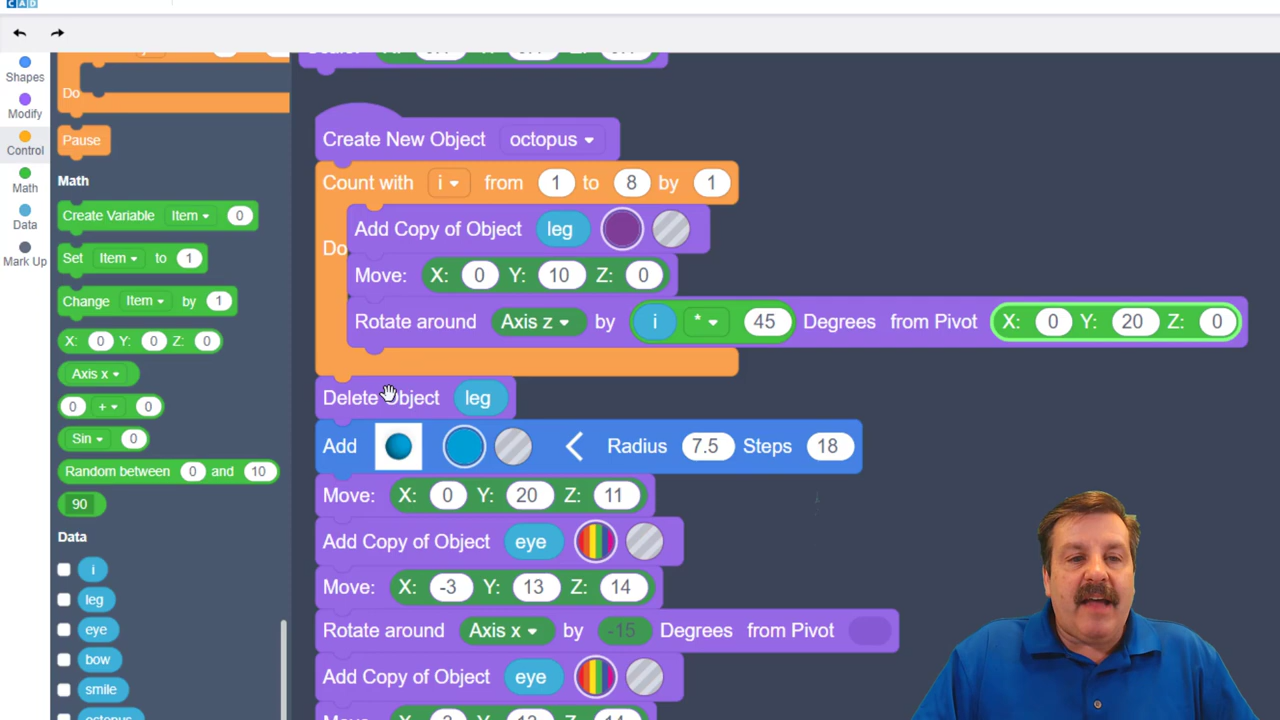 CAD
Shapes
Modify
Control
Math
Data
Mark Up
Do
Pause
Math
Create Variable Item 0
Set Item to 1
Change Item by 1
X: 0 Y: 0 Z: 0
Axis x
0 + 0
Sin 0
Random between 0 and 10
90
Data
i
leg
eye
bow
smile
octopus
Create New Object octopus
Count with i from 1 to 8 by 1
Do
Add Copy of Object leg
Move: X: 0 Y: 10 Z: 0
Rotate around Axis z by i * 45 Degrees from Pivot X: 0 Y: 20 Z: 0
Delete Object leg
Add Radius 7.5 Steps 18
Move: X: 0 Y: 20 Z: 11
Add Copy of Object eye
Move: X: -3 Y: 13 Z: 14
Rotate around Axis x by -15 Degrees from Pivot
Add Copy of Object eye